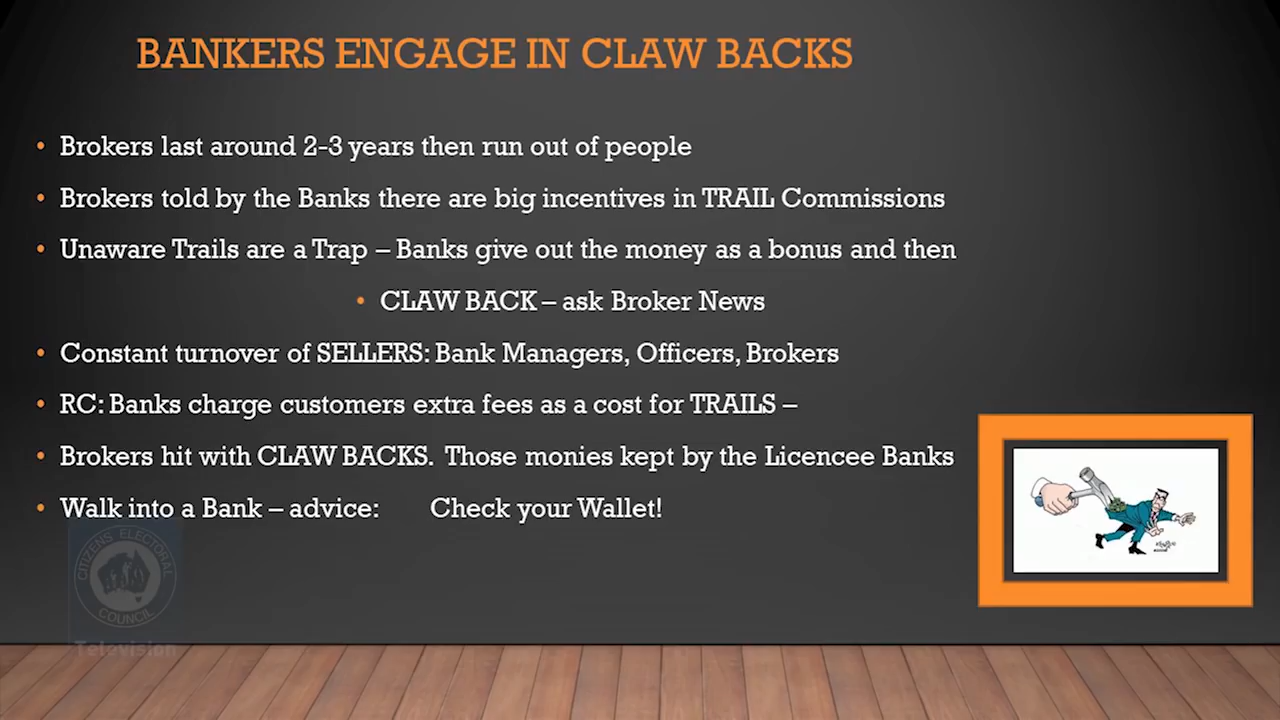 BANKERS ENGAGE IN CLAW BACKS
• Brokers last around 2-3 years then run out of people
• Brokers told by the Banks there are big incentives in TRAIL Commissions
• Unaware Trails are a Trap – Banks give out the money as a bonus and then
• CLAW BACK – ask Broker News
• Constant turnover of SELLERS: Bank Managers, Officers, Brokers
• RC: Banks charge customers extra fees as a cost for TRAILS –
• Brokers hit with CLAW BACKS. Those monies kept by the Licencee Banks
• Walk into a Bank – advice: Check your Wallet!
CITIZENS ELECTORAL
COUNCIL
Television